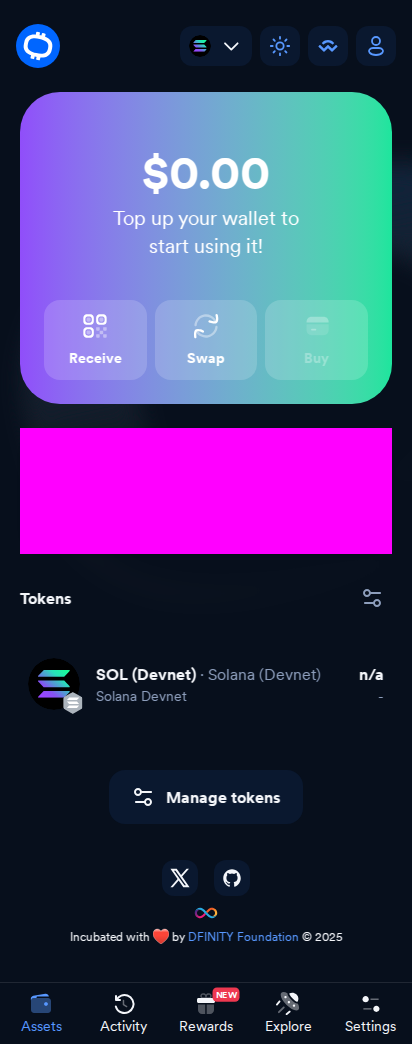 $0.00
Top up your wallet to
start using it!
Receive
Swap
Buy
Tokens
SOL (Devnet) · Solana (Devnet)
n/a
Solana Devnet
-
Manage tokens
Incubated with ❤️ by DFINITY Foundation © 2025
NEW
Assets
Activity
Rewards
Explore
Settings